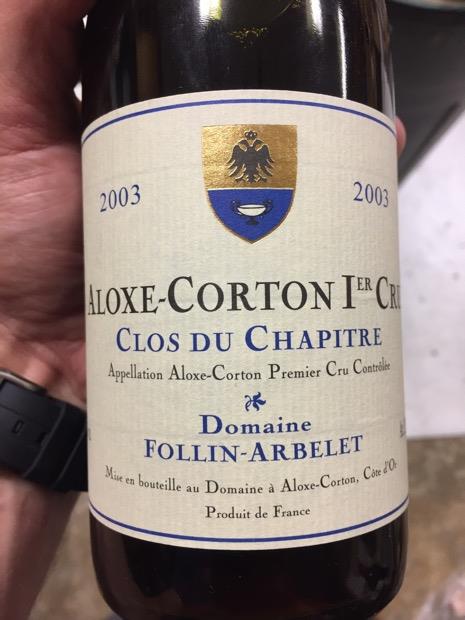 2003 2003
ALOXE-CORTON IER CRU
CLOS DU CHAPITRE
Appellation Aloxe-Corton Premier Cru Contrôlée
Domaine
FOLLIN-ARBELET
Mise en bouteille au Domaine à Aloxe-Corton, Côte d'Or
Produit de France